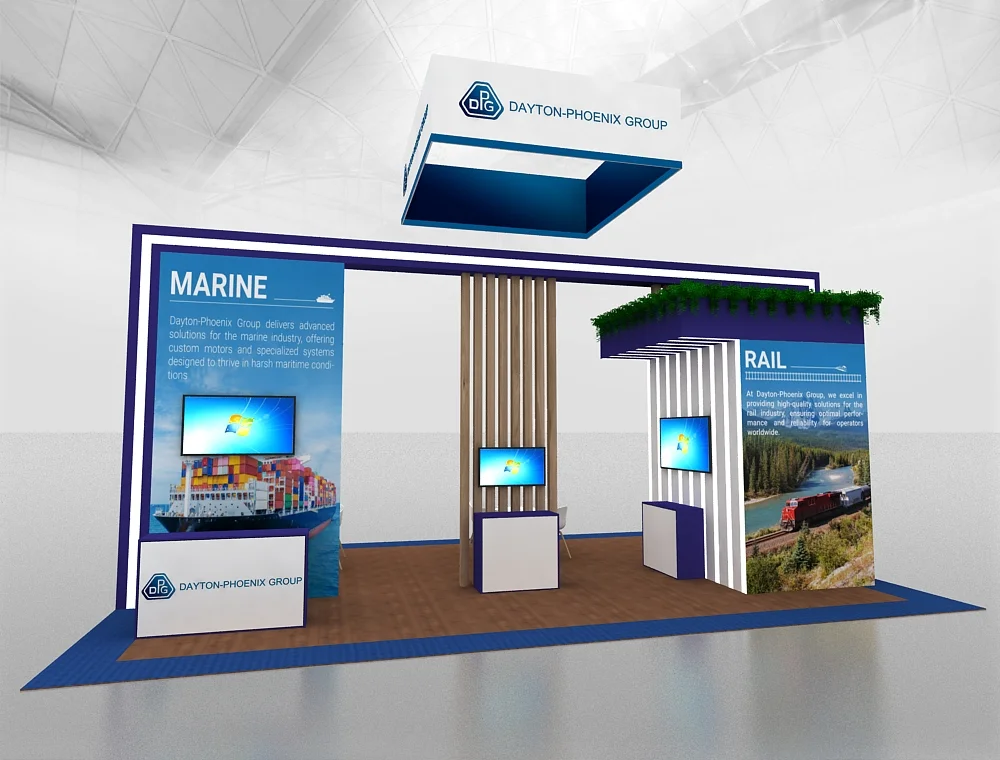 DPG
DAYTON-PHOENIX GROUP
MARINE
Dayton-Phoenix Group delivers advanced
solutions for the marine industry, offering
custom motors and specialized systems
designed to thrive in harsh maritime condi-
tions.
RAIL
At Dayton-Phoenix Group, we excel in
providing high-quality solutions for the
rail industry, ensuring optimal perfor-
mance and reliability for operators
worldwide.
DPG
DAYTON-PHOENIX GROUP